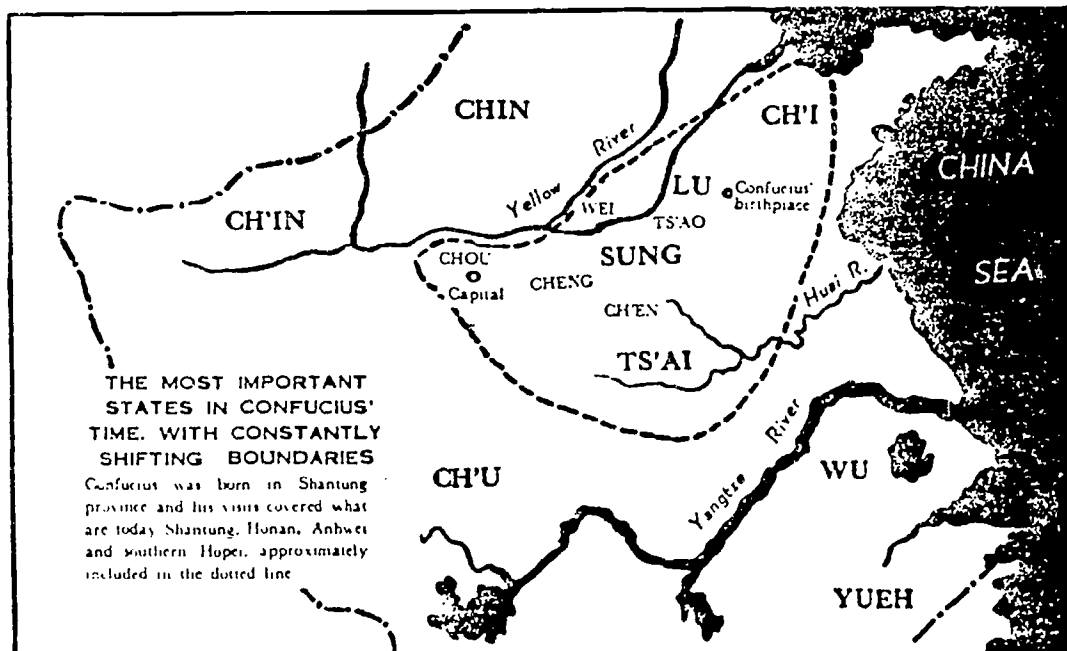 CHIN
CH'I
Yellow River
CHINA
SEA
LU
Confucius'
birthplace
WEI
TS'AO
CH'IN
SUNG
CHOU
Capital
CHENG
CH'EN
Huai R.
TS'AI
THE MOST IMPORTANT
STATES IN CONFUCIUS'
TIME, WITH CONSTANTLY
SHIFTING BOUNDARIES
Confucius was born in Shantung
province and his visits covered what
are today Shantung, Honan, Anhwei
and southern Hopei, approximately
included in the dotted line
CH'U
Yangtze River
WU
YUEH